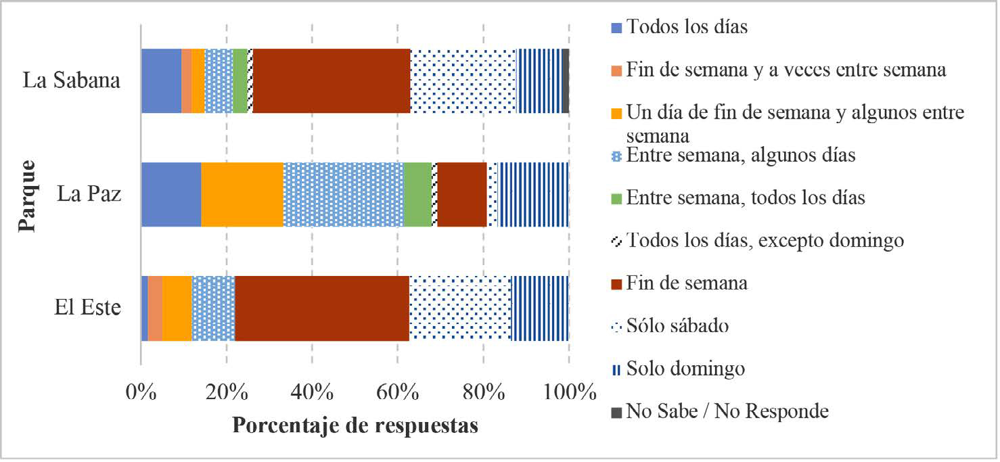 La Sabana
La Paz
El Este
Parque
0% 20% 40% 60% 80% 100%
Porcentaje de respuestas
Todos los días
Fin de semana y a veces entre semana
Un día de fin de semana y algunos entre
semana
Entre semana, algunos días
Entre semana, todos los días
Todos los días, excepto domingo
Fin de semana
Sólo sábado
Solo domingo
No Sabe / No Responde